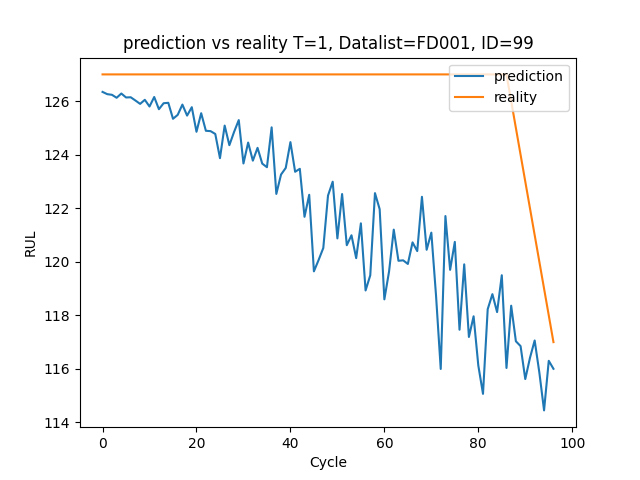 prediction vs reality T=1, Datalist=FD001, ID=99
prediction
reality
126
124
122
120
118
116
114
RUL
0
20
40
60
80
100
Cycle